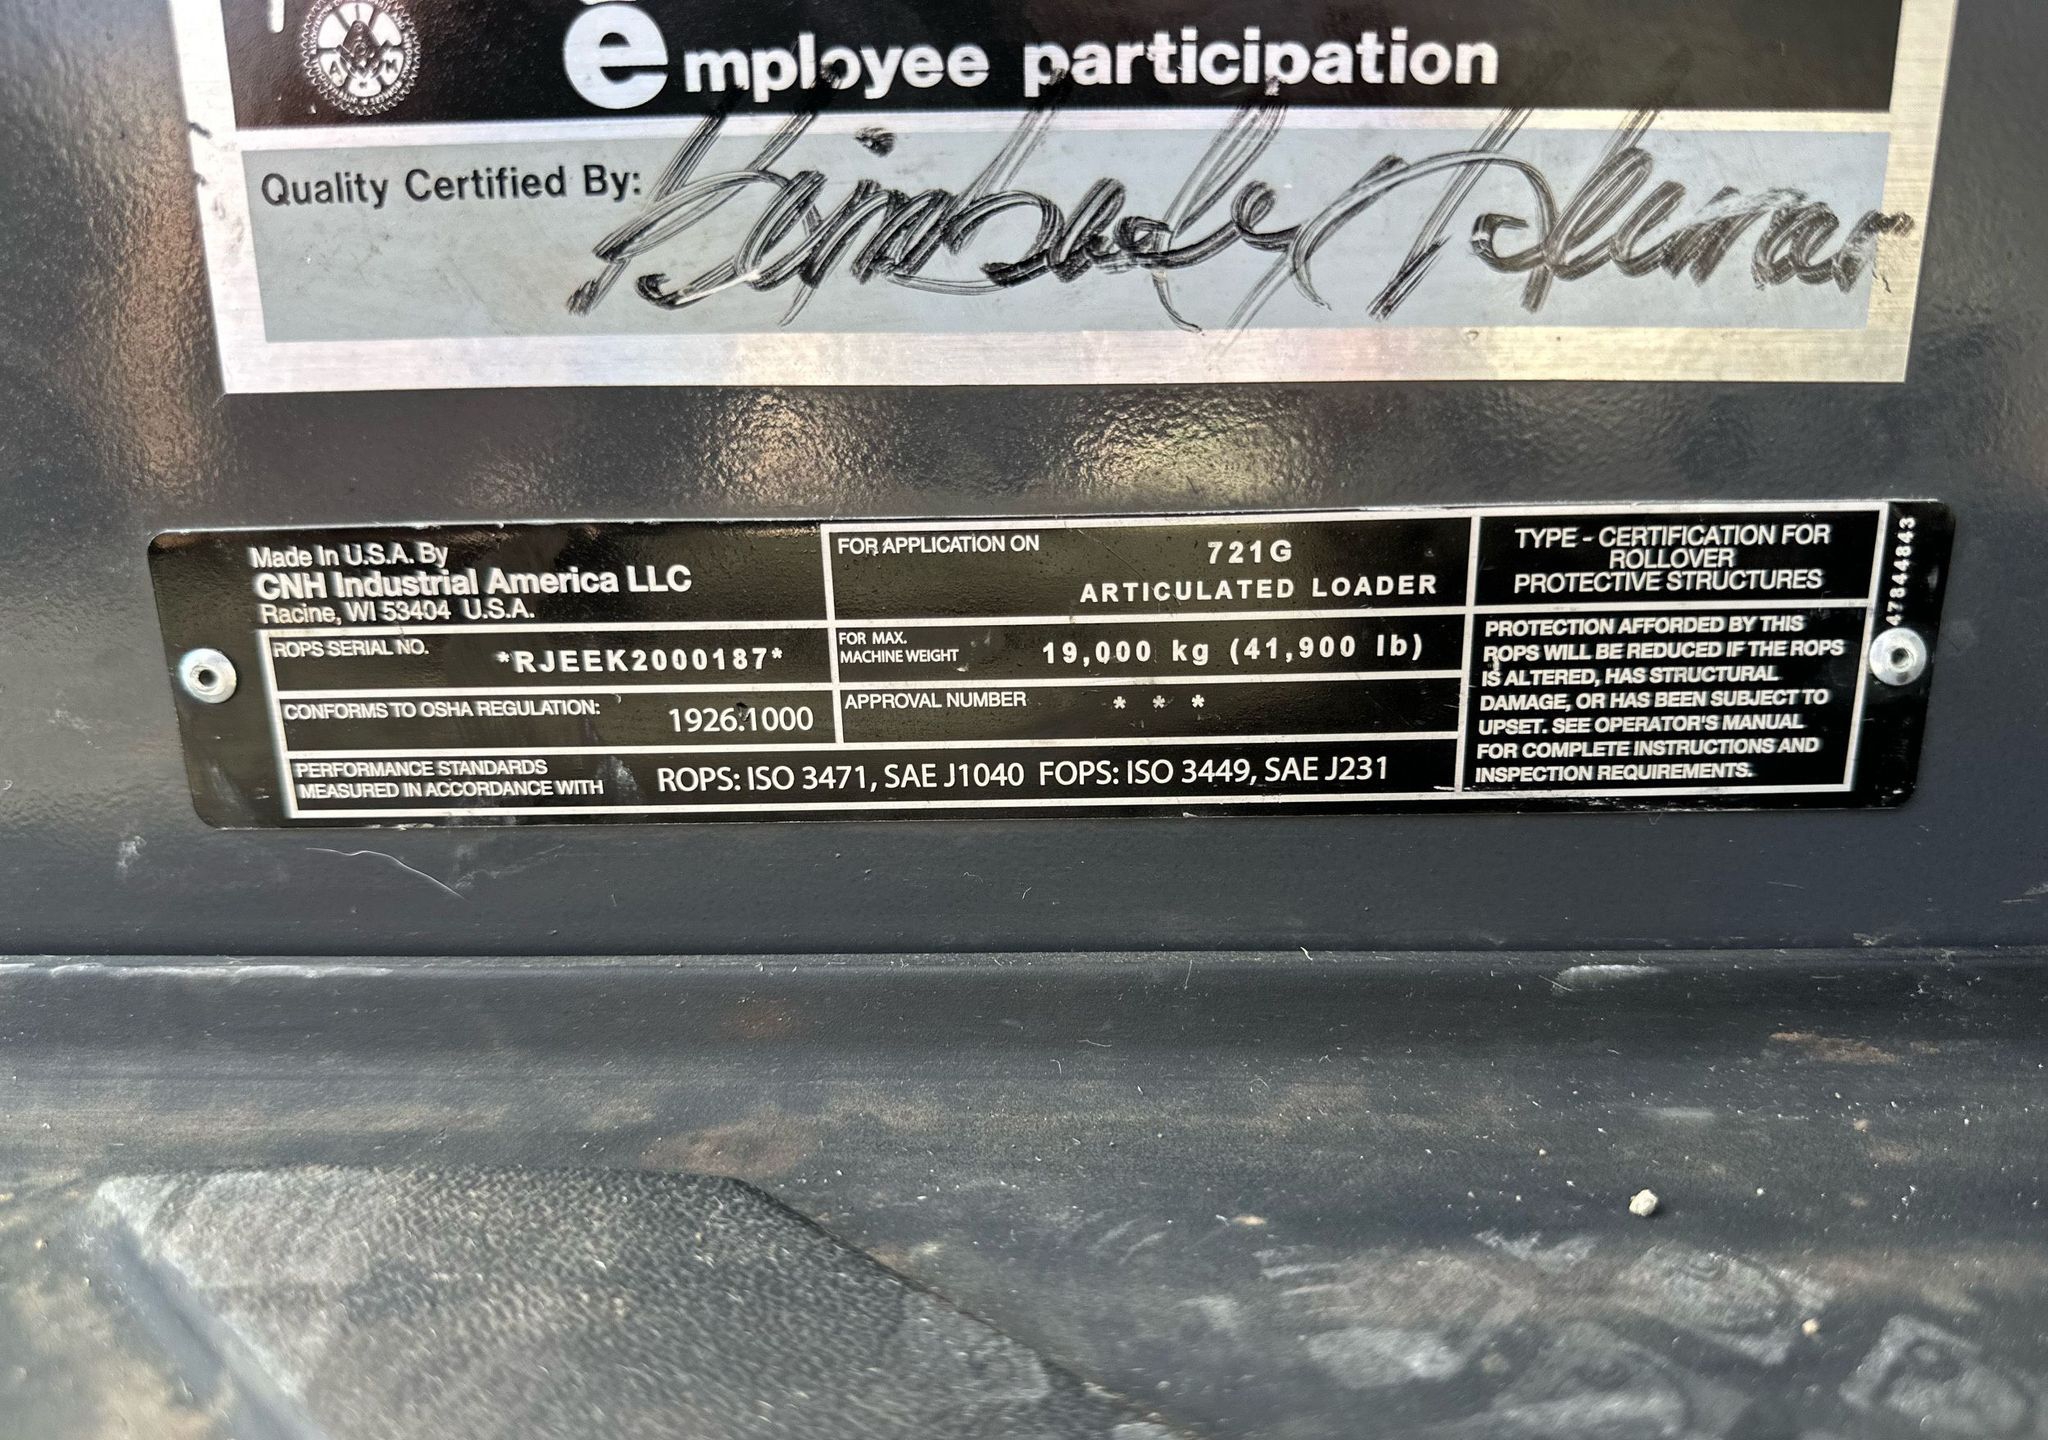 employee participation
Quality Certified By:
Made In U.S.A. By
CNH Industrial America LLC
Racine, WI 53404 U.S.A.
FOR APPLICATION ON
721G
ARTICULATED LOADER
TYPE - CERTIFICATION FOR
ROLLOVER
PROTECTIVE STRUCTURES
47844843
ROPS SERIAL NO.
*RJEEK2000187*
FOR MAX.
MACHINE WEIGHT
19,000 kg (41,900 lb)
CONFORMS TO OSHA REGULATION:
1926.1000
APPROVAL NUMBER
* * *
PERFORMANCE STANDARDS
MEASURED IN ACCORDANCE WITH
ROPS: ISO 3471, SAE J1040 FOPS: ISO 3449, SAE J231
PROTECTION AFFORDED BY THIS
ROPS WILL BE REDUCED IF THE ROPS
IS ALTERED, HAS STRUCTURAL
DAMAGE, OR HAS BEEN SUBJECT TO
UPSET. SEE OPERATOR'S MANUAL
FOR COMPLETE INSTRUCTIONS AND
INSPECTION REQUIREMENTS.